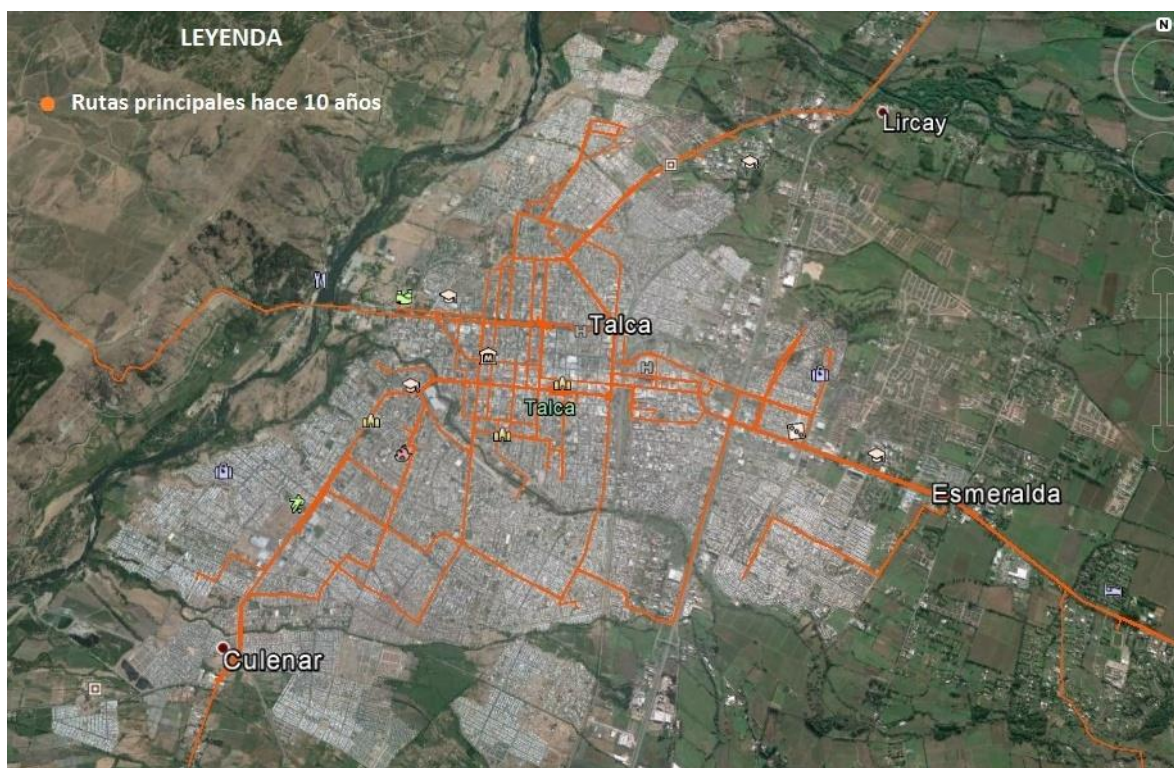 LEYENDA
N
Rutas principales hace 10 años
Lircay
H
Talca
H
M
Talca
Esmeralda
Culenar